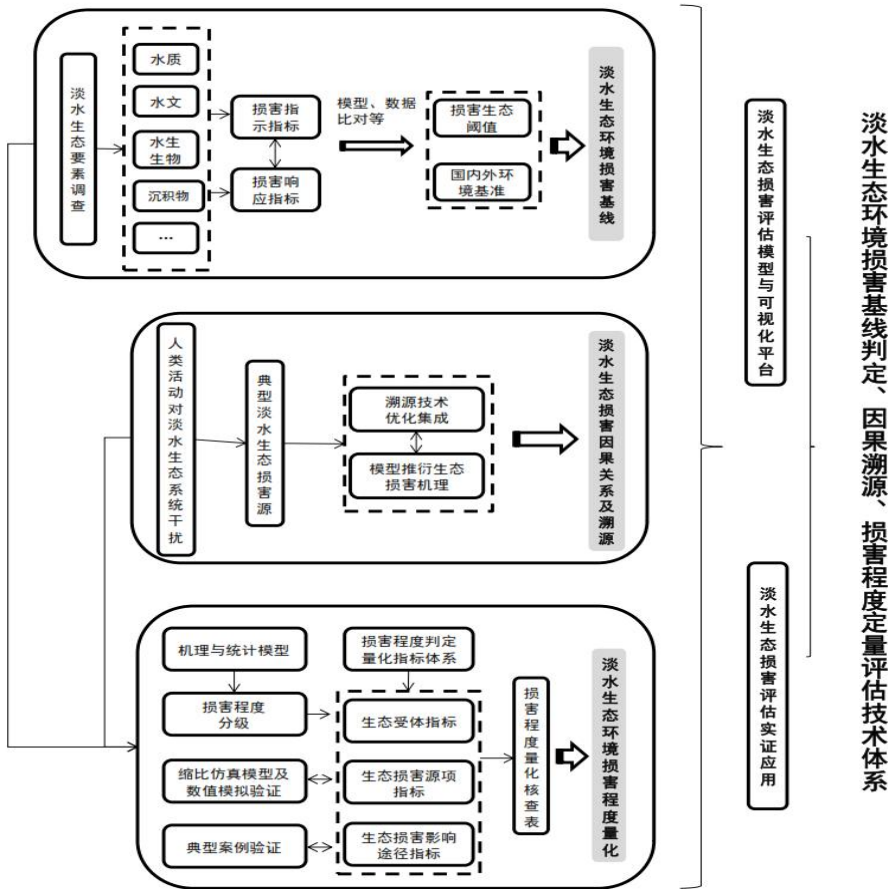 淡水生态要素调查
水质
水文
水生
生物
沉积物
...
损害指
示指标
损害响
应指标
模型、数据
比对等
损害生态
阈值
国内外环
境基准
淡水生态环境损害基线
人类活动对淡水生态系统干扰
典型淡水生态损害源
溯源技术
优化集成
模型推衍生态
损害机理
淡水生态损害因果关系及溯源
机理与统计模型
损害程度
分级
缩比仿真模型及
数值模拟验证
典型案例验证
损害程度判定
量化指标体系
生态受体指标
生态损害源项
指标
生态损害影响
途径指标
损害程度量化核查表
淡水生态环境损害程度量化
淡水生态损害评估模型与可视化平台
淡水生态损害评估实证应用
淡水生态环境损害基线判定、因果溯源、损害程度定量评估技术体系